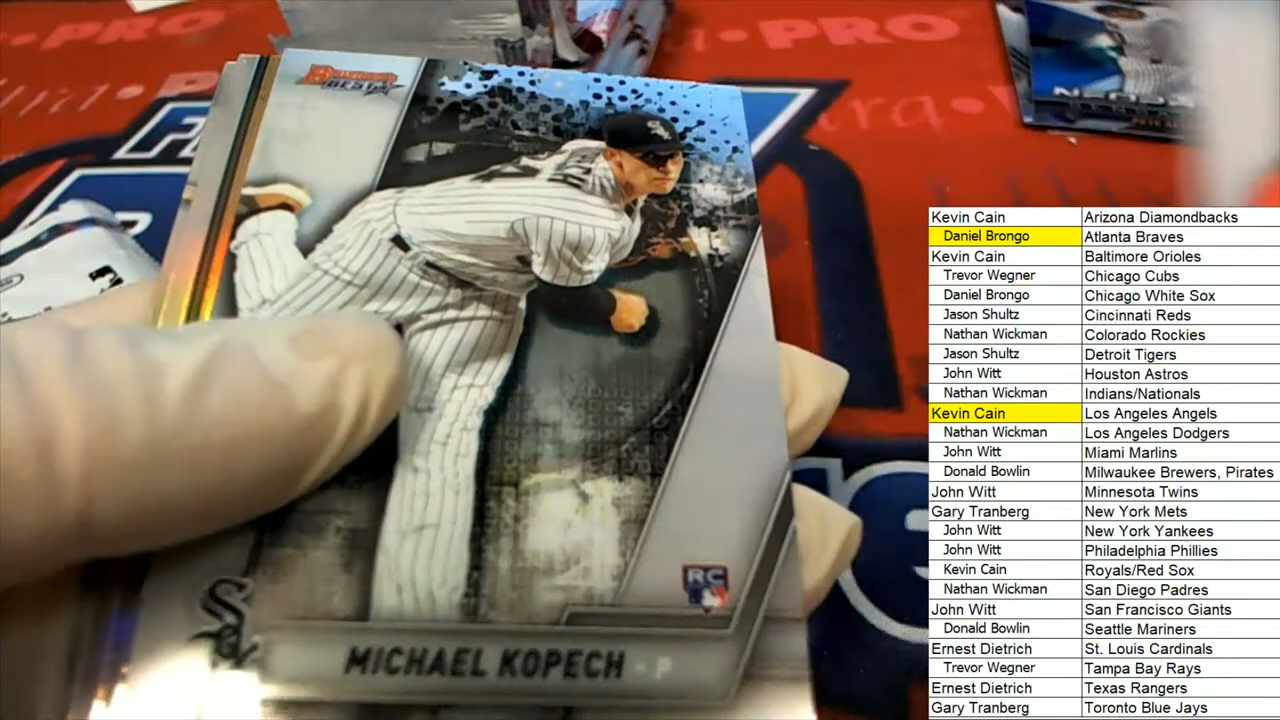 PRO
PRO
Bowman's
BEST
RC
Sox
MICHAEL KOPECH - P
Kevin Cain Arizona Diamondbacks
Daniel Brongo Atlanta Braves
Kevin Cain Baltimore Orioles
Trevor Wegner Chicago Cubs
Daniel Brongo Chicago White Sox
Jason Shultz Cincinnati Reds
Nathan Wickman Colorado Rockies
Jason Shultz Detroit Tigers
John Witt Houston Astros
Nathan Wickman Indians/Nationals
Kevin Cain Los Angeles Angels
Nathan Wickman Los Angeles Dodgers
John Witt Miami Marlins
Donald Bowlin Milwaukee Brewers, Pirates
John Witt Minnesota Twins
Gary Tranberg New York Mets
John Witt New York Yankees
John Witt Philadelphia Phillies
Kevin Cain Royals/Red Sox
Nathan Wickman San Diego Padres
John Witt San Francisco Giants
Donald Bowlin Seattle Mariners
Ernest Dietrich St. Louis Cardinals
Trevor Wegner Tampa Bay Rays
Ernest Dietrich Texas Rangers
Gary Tranberg Toronto Blue Jays